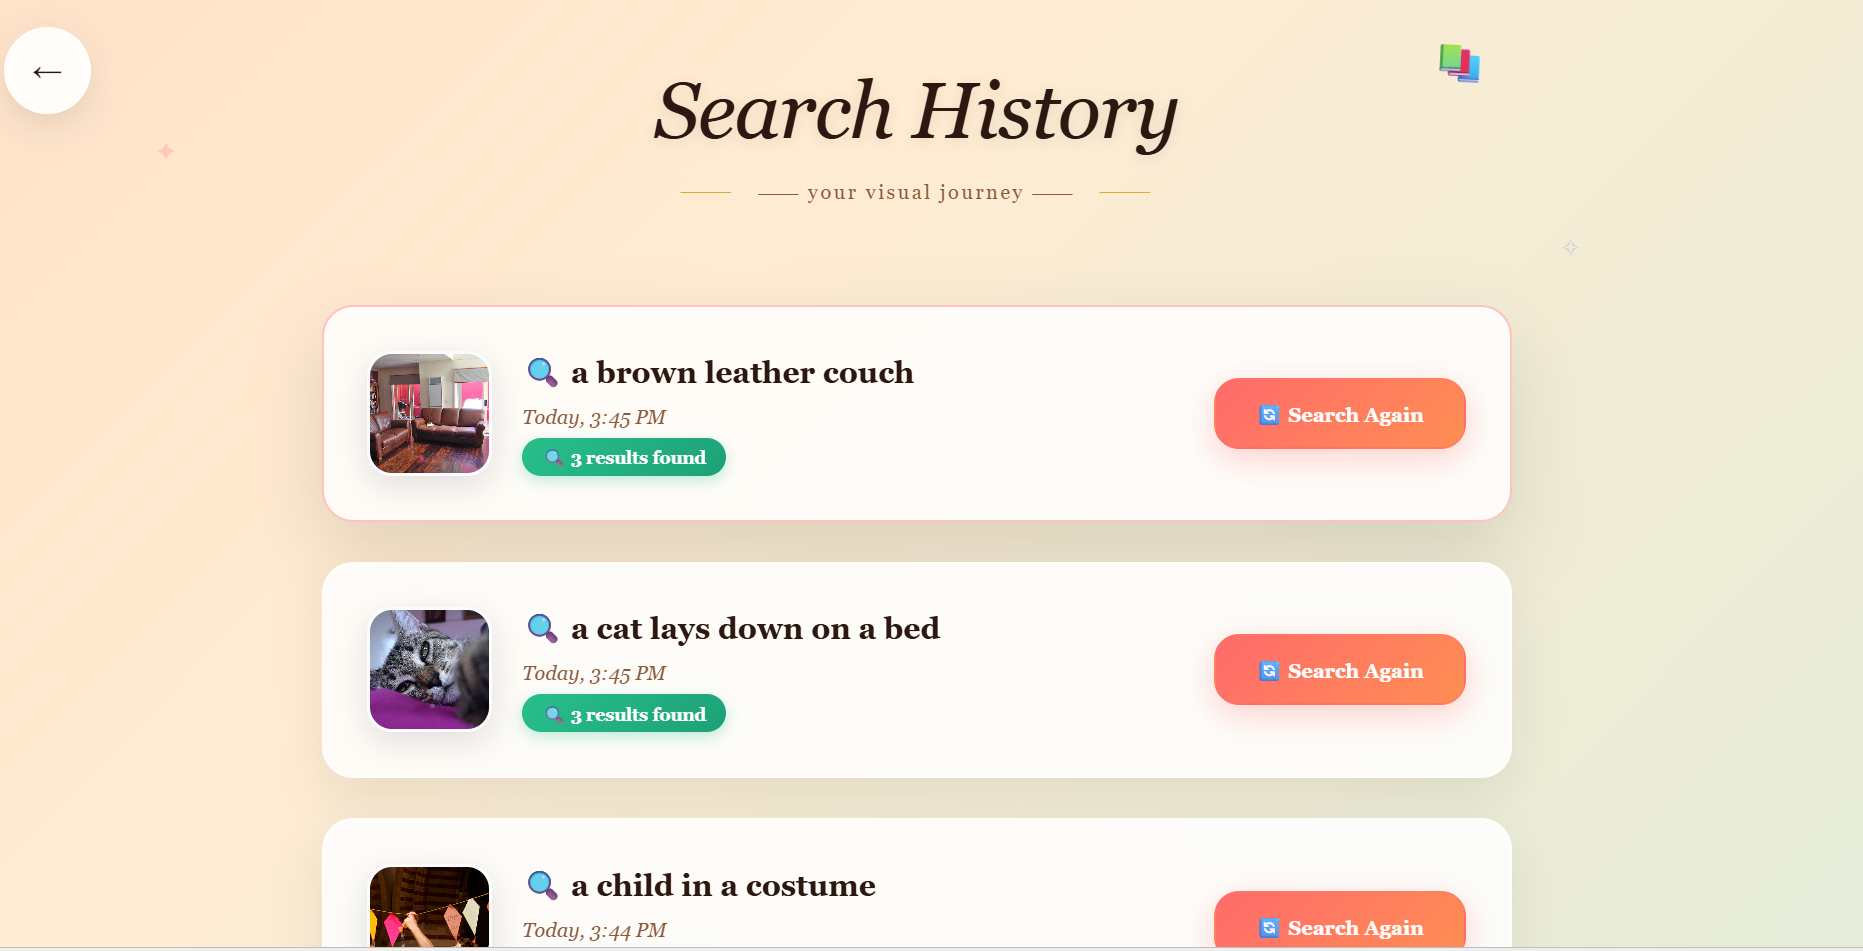 ←
Search History
your visual journey
a brown leather couch
Today, 3:45 PM
3 results found
Search Again
a cat lays down on a bed
Today, 3:45 PM
3 results found
Search Again
a child in a costume
Today, 3:44 PM
Search Again